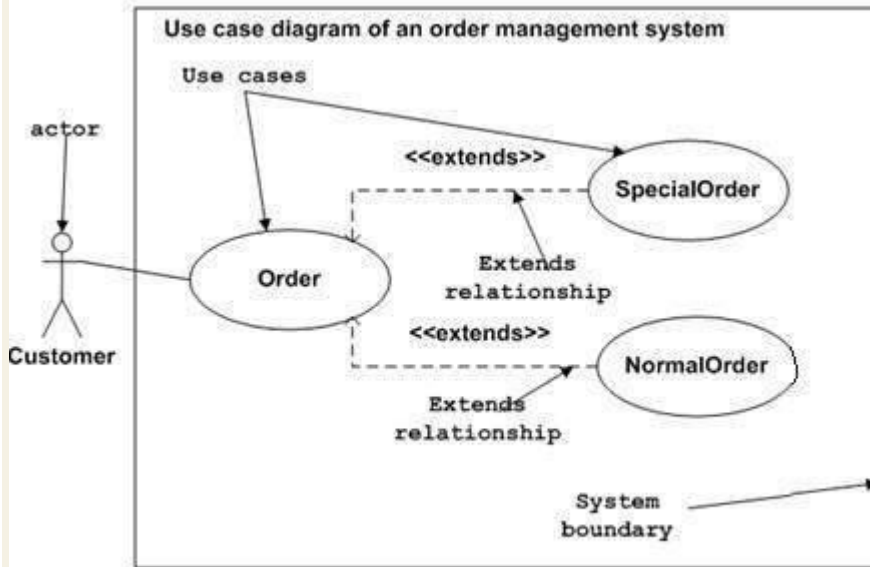 Use case diagram of an order management system
Use cases
actor
<<extends>>
SpecialOrder
Extends
relationship
Order
<<extends>>
Customer
NormalOrder
Extends
relationship
System
boundary